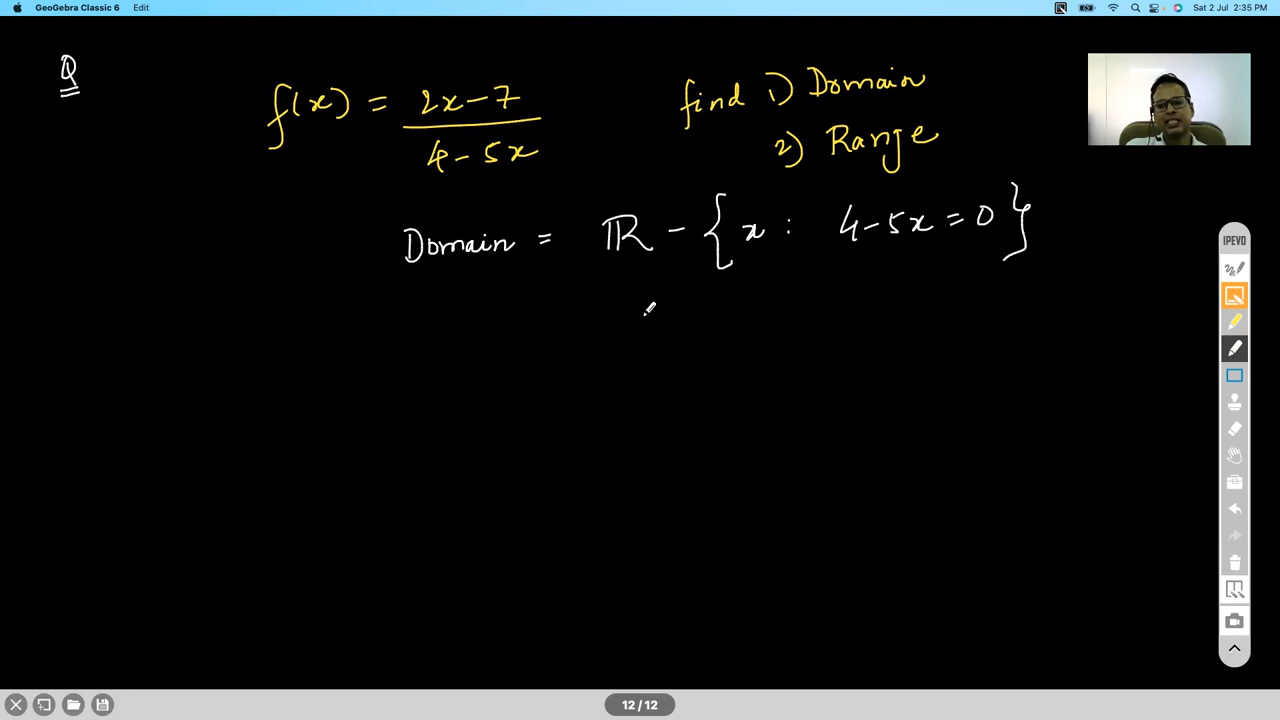 GeoGebra Classic 6 Edit Sat 2 Jul 2:35 PM
Q
f(x) = 2x-7 / 4-5x find 1) Domain
2) Range
Domain = ℝ - {x : 4-5x = 0}
IPEVO
12/12